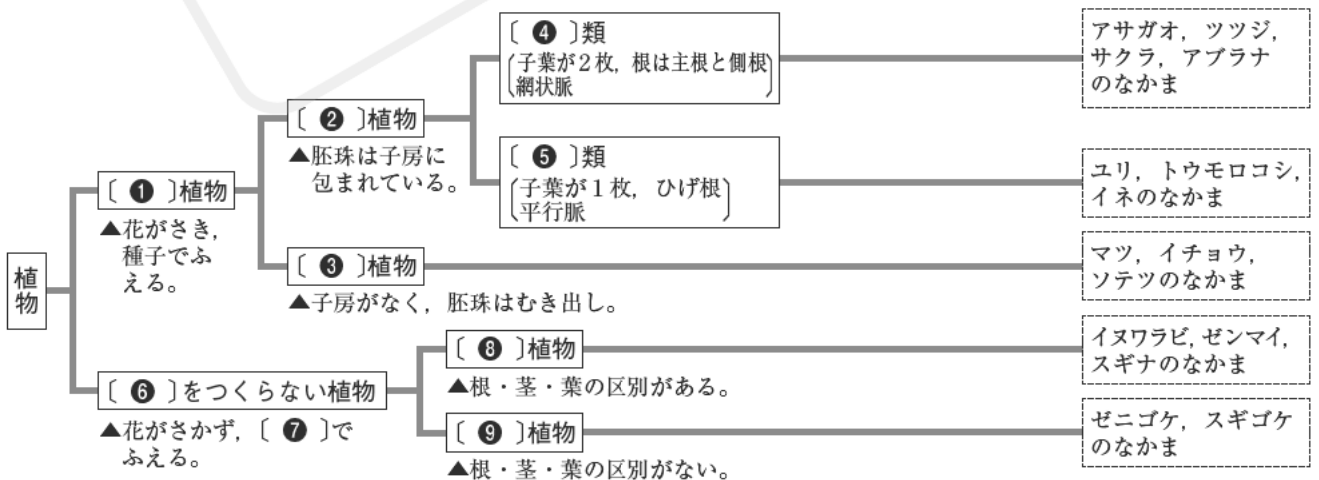 植物
〔 ❶ 〕植物
▲花がさき，
種子でふ
える。
〔 ❷ 〕植物
▲胚珠は子房に
包まれている。
〔 ❹ 〕類
子葉が２枚，根は主根と側根
網状脈
アサガオ，ツツジ，
サクラ，アブラナ
のなかま
〔 ❺ 〕類
子葉が１枚，ひげ根
平行脈
ユリ，トウモロコシ，
イネのなかま
〔 ❸ 〕植物
▲子房がなく，胚珠はむき出し。
マツ，イチョウ，
ソテツのなかま
〔 ❻ 〕をつくらない植物
▲花がさかず，〔 ❼ 〕で
ふえる。
〔 ❽ 〕植物
▲根・茎・葉の区別がある。
イヌワラビ，ゼンマイ，
スギナのなかま
〔 ❾ 〕植物
▲根・茎・葉の区別がない。
ゼニゴケ，スギゴケ
のなかま